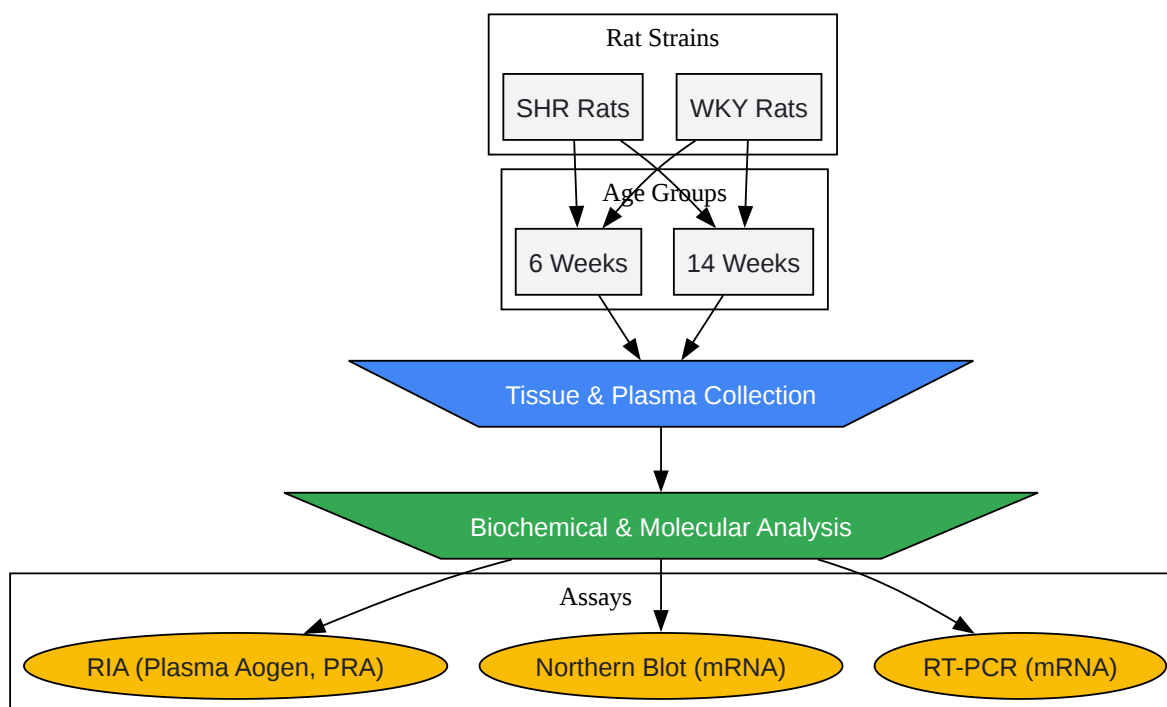 Rat Strains
SHR Rats
WKY Rats
Age Groups
6 Weeks
14 Weeks
Tissue & Plasma Collection
Biochemical & Molecular Analysis
Assays
RIA (Plasma Aogen, PRA)
Northern Blot (mRNA)
RT-PCR (mRNA)